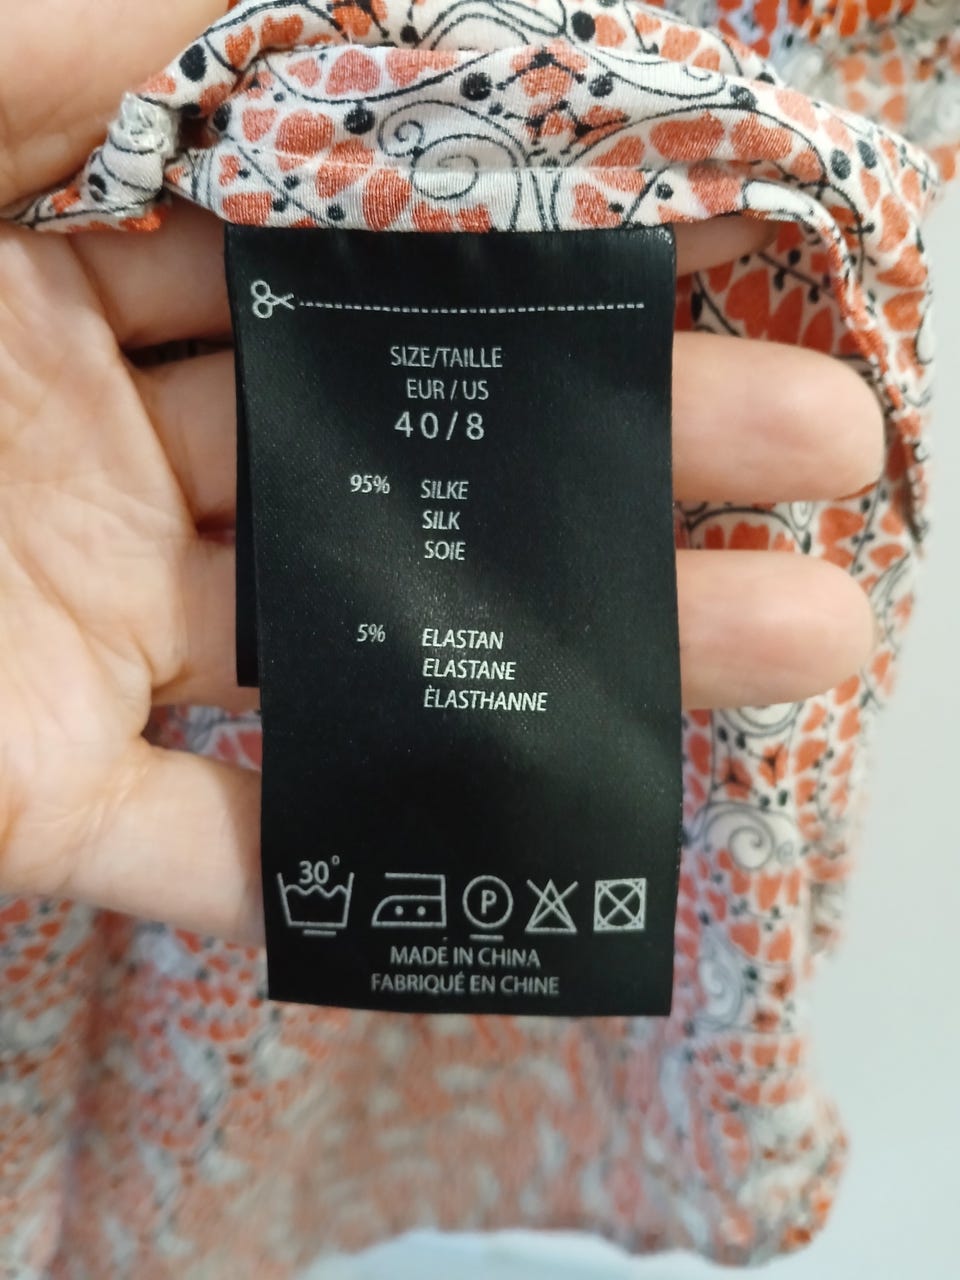 SIZE/TAILLE
EUR / US
40/8
95% SILKE
SILK
SOIE
5% ELASTAN
ELASTANE
ÈLASTHANNE
30°
P
MADE IN CHINA
FABRIQUÉ EN CHINE